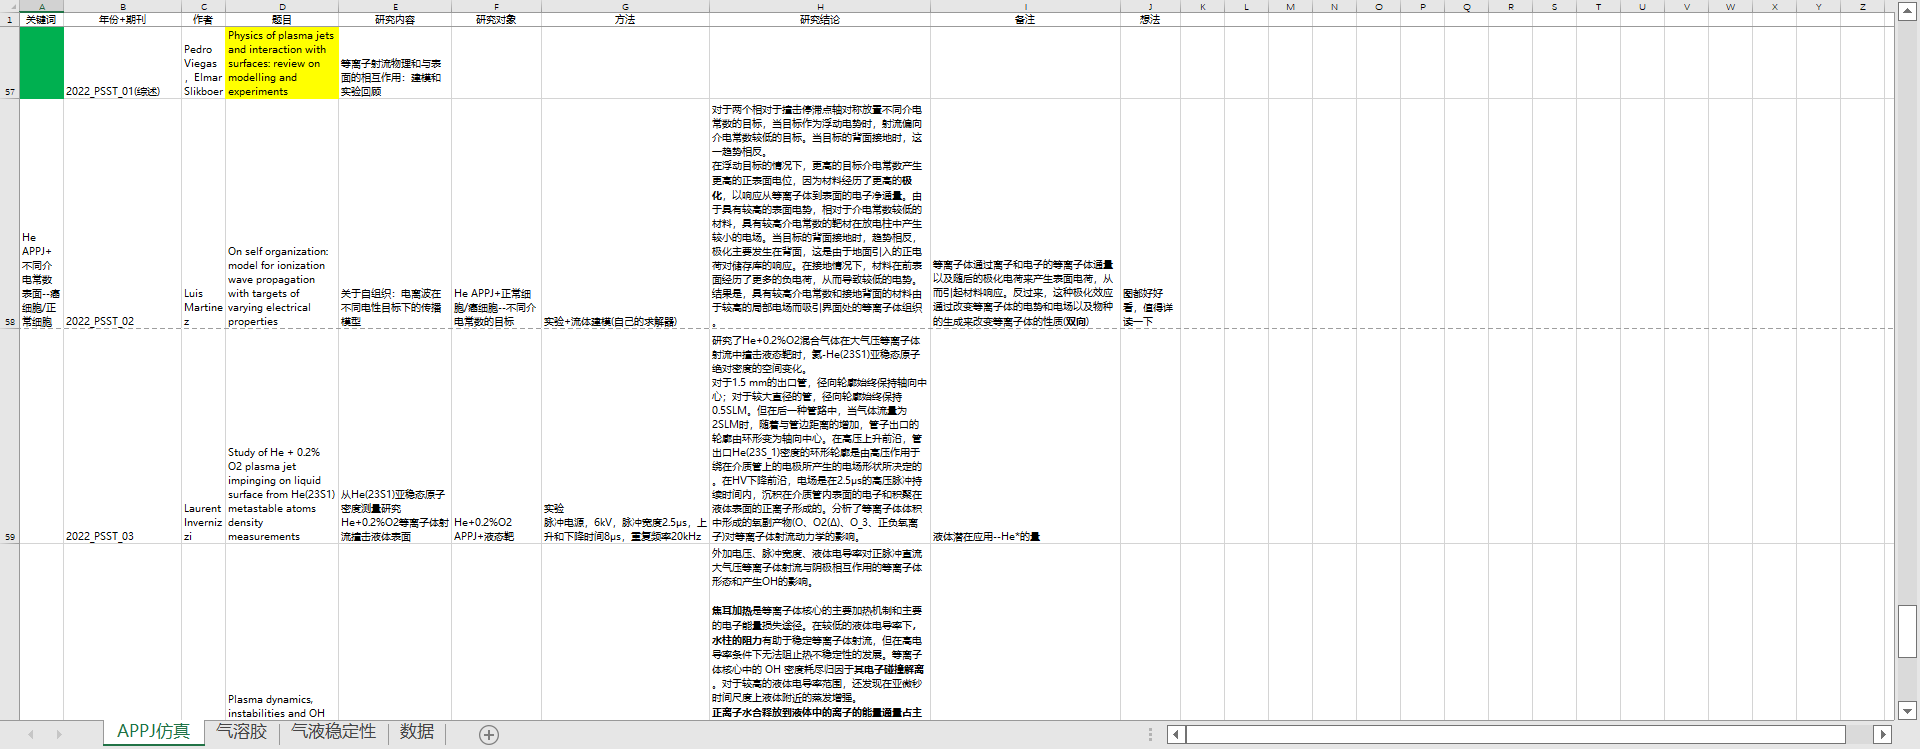 A B C D E F G H I J K L M N O P Q R S T U V W X Y Z
1 关键词 年份+期刊 作者 题目 研究内容 研究对象 方法 研究结论 备注 想法
57
2022_PSST_01(综述)
Pedro
Viegas
, Elmar
Slikboer
Physics of plasma jets
and interaction with
surfaces: review on
modelling and
experiments
等离子射流物理和与表
面的相互作用：建模和
实验回顾
58
He
APPJ+
不同介
电常数
表面--癌
细胞/正
常细胞
2022_PSST_02
Luis
Martine
z
On self organization:
model for ionization
wave propagation
with targets of
varying electrical
properties
关于自组织：电离波在
不同电性目标下的传播
模型
He APPJ+正常细
胞/癌细胞--不同介
电常数的目标
实验+流体建模(自己的求解器)
对于两个相对于撞击停滞点轴对称放置不同介电
常数的目标，当目标作为浮动电势时，射流偏向
介电常数较低的目标。当目标的背面接地时，这
一趋势相反。
在浮动目标的情况下，更高的目标介电常数产生
更高的正表面电位，因为材料经历了更高的极
化，以响应从等离子体到表面的电子净通量。由
于具有较高的表面电势，相对于介电常数较低的
材料，具有较高介电常数的靶材在放电柱中产生
较小的电场。当目标的背面接地时，趋势相反，
极化主要发生在背面，这是由于地面引入的正电
荷对储存库的响应。在接地情况下，材料在前表
面经历了更多的负电荷，从而导致较低的电势。
结果是，具有较高介电常数和接地背面的材料由
于较高的局部电场而吸引界面处的等离子体组织
。
等离子体通过离子和电子的等离子体通量
以及随后的极化电荷来产生表面电荷，从
而引起材料响应。反过来，这种极化效应
通过改变等离子体的电势和电场以及物种
的生成来改变等离子体的性质(双向)
图都好好
看，值得详
读一下
59
2022_PSST_03
Laurent
Inverniz
zi
Study of He + 0.2%
O2 plasma jet
impinging on liquid
surface from He(23S1)
metastable atoms
density
measurements
从He(23S1)亚稳态原子
密度测量研究
He+0.2%O2等离子体射
流撞击液体表面
He+0.2%O2
APPJ+液态靶
实验
脉冲电源，6kV，脉冲宽度2.5μs，上
升和下降时间8μs，重复频率20kHz
研究了He+0.2%O2混合气体在大气压等离子体
射流中撞击液态靶时，氦-He(23S1)亚稳态原子
绝对密度的空间变化。
对于1.5 mm的出口管，径向轮廓始终保持轴向中
心；对于较大直径的管，径向轮廓始终保持
0.5SLM。但在后一种管路中，当气体流量为
2SLM时，随着与管边距离的增加，管子出口的
轮廓由环形变为轴向中心。在高压上升前沿，管
出口He(23S_1)密度的环形轮廓是由高压作用于
绕在介质管上的电极所产生的电场形状所决定的
。在HV下降前沿，电场是在2.5μs的高压脉冲持
续时间内，沉积在介质管内表面的电子和积聚在
液体表面的正离子形成的。分析了等离子体体积
中形成的氧副产物(O、O2(Δ)、O_3、正负氧离
子)对等离子体射流动力学的影响。
液体潜在应用--He*的量
Plasma dynamics,
instabilities and OH
外加电压、脉冲宽度、液体电导率对正脉冲直流
大气压等离子体射流与阴极相互作用的等离子体
形态和产生OH的影响。
焦耳加热是等离子体核心的主要加热机制和主要
的电子能量损失途径。在较低的液体电导率下，
水柱的阻力有助于稳定等离子体射流，但在高电
导率条件下无法阻止热不稳定性的发展。等离子
体核心中的 OH 密度耗尽归因于其电子碰撞解离
。对于较高的液体电导率范围，还发现在亚微秒
时间尺度上液体附近的蒸发增强。
正离子水合释放到液体中的离子的能量通量占主
APPJ仿真 气溶胶 气液稳定性 数据